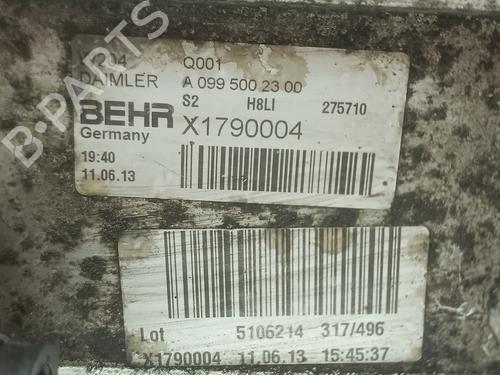 Q001
DAIMLER A 099 500 23 00
S2 H8LI 275710
BEHR X1790004
Germany
19:40
11.06.13
Lot 5106214 317/496
X1790004 11.06.13 15:45:37